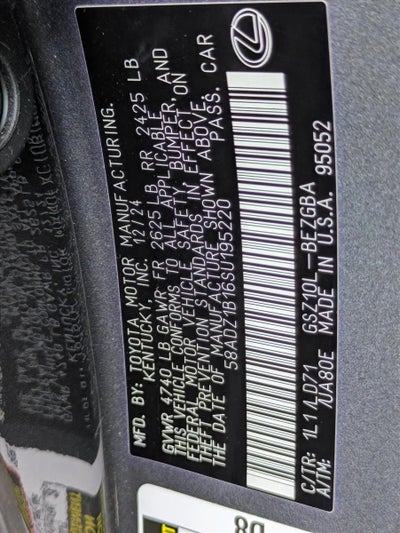 MFD. BY: TOYOTA MOTOR MANUFACTURING.
KENTUCKY, INC. 12/24
GVWR 4740 LB GAWR FR 2625 LB RR 2425 LB
THIS VEHICLE CONFORMS TO ALL APPLICABLE
FEDERAL MOTOR VEHICLE SAFETY, BUMPER, AND
THEFT PREVENTION STANDARDS IN EFFECT ON
THE DATE OF MANUFACTURE SHOWN ABOVE.
58ADZ1B16SU195220 PASS. CAR
C/TR: 1L1/LDZ1 GSZ10L-BEZGBA
A/TM: /UA80E MADE IN U.S.A. 95052